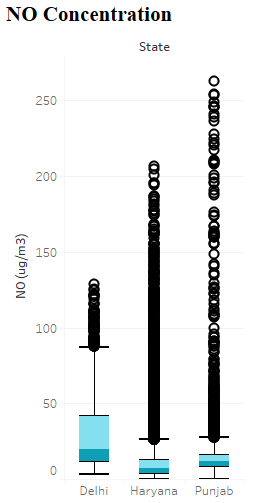 NO Concentration
State
250
200
150
100
50
0
NO (ug/m3)
Delhi Haryana Punjab